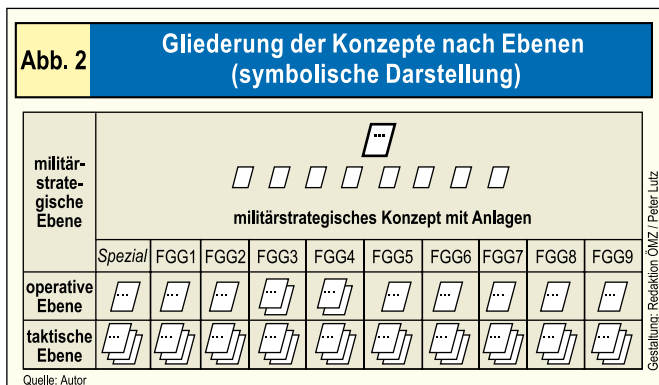 Abb. 2
Gliederung der Konzepte nach Ebenen
(symbolische Darstellung)
militär-
strate-
gische
Ebene
...
militärstrategisches Konzept mit Anlagen
Spezial FGG1 FGG2 FGG3 FGG4 FGG5 FGG6 FGG7 FGG8 FGG9
operative
Ebene
... ... ... ... ... ... ... ... ... ...
taktische
Ebene
... ... ... ... ... ... ... ... ... ...
Quelle: Autor
Gestaltung: Redaktion ÖMZ / Peter Lutz